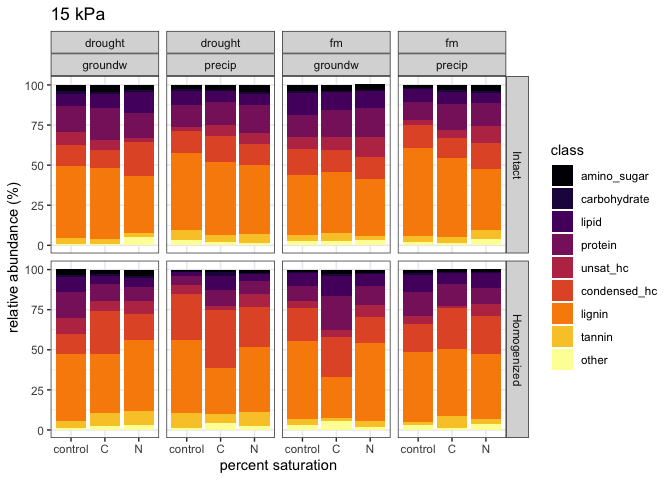 15 kPa
drought drought fm fm
groundw precip groundw precip
100
75
50
25
0
Intact
100
75
50
25
0
Homogenized
control C N control C N control C N control C N
percent saturation
relative abundance (%)
class
amino_sugar
carbohydrate
lipid
protein
unsat_hc
condensed_hc
lignin
tannin
other